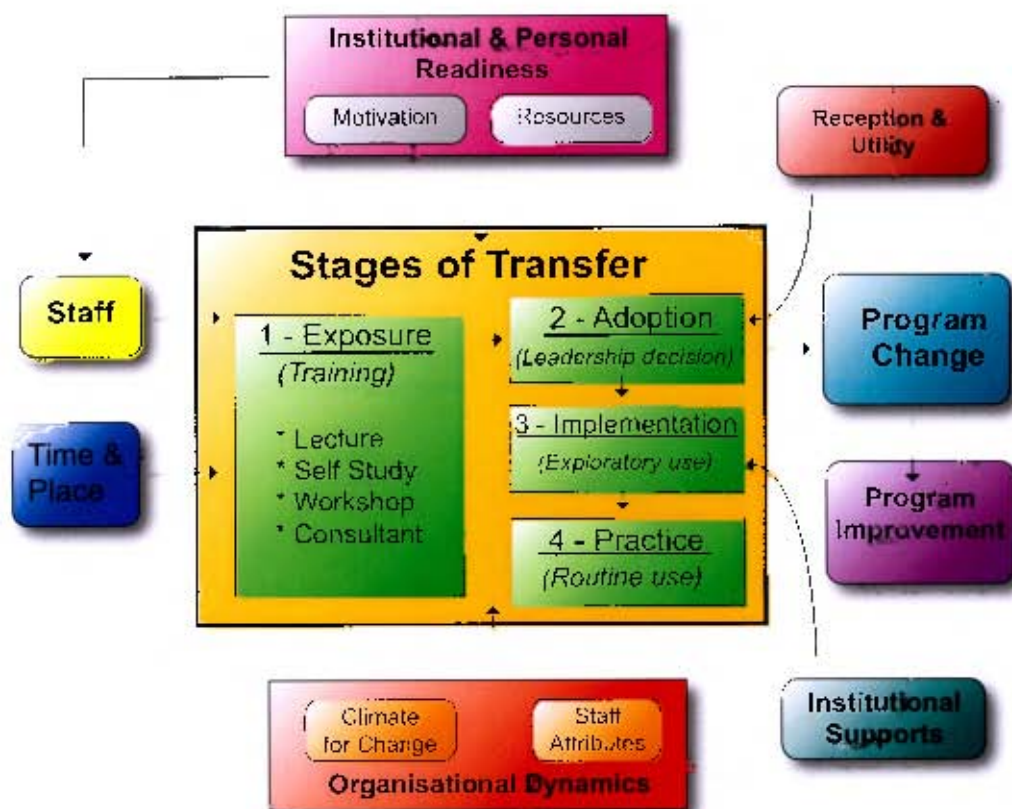 Institutional & Personal
Readiness
Motivation
Resources
Reception &
Utility
Stages of Transfer
Staff
1 - Exposure
(Training)
* Lecture
* Self Study
* Workshop
* Consultant
2 - Adoption
(Leadership decision)
3 - Implementation
(Exploratory use)
4 - Practice
(Routine use)
Program
Change
Time &
Place
Program
Improvement
Climate
for Change
Staff
Attributes
Organisational Dynamics
Institutional
Supports